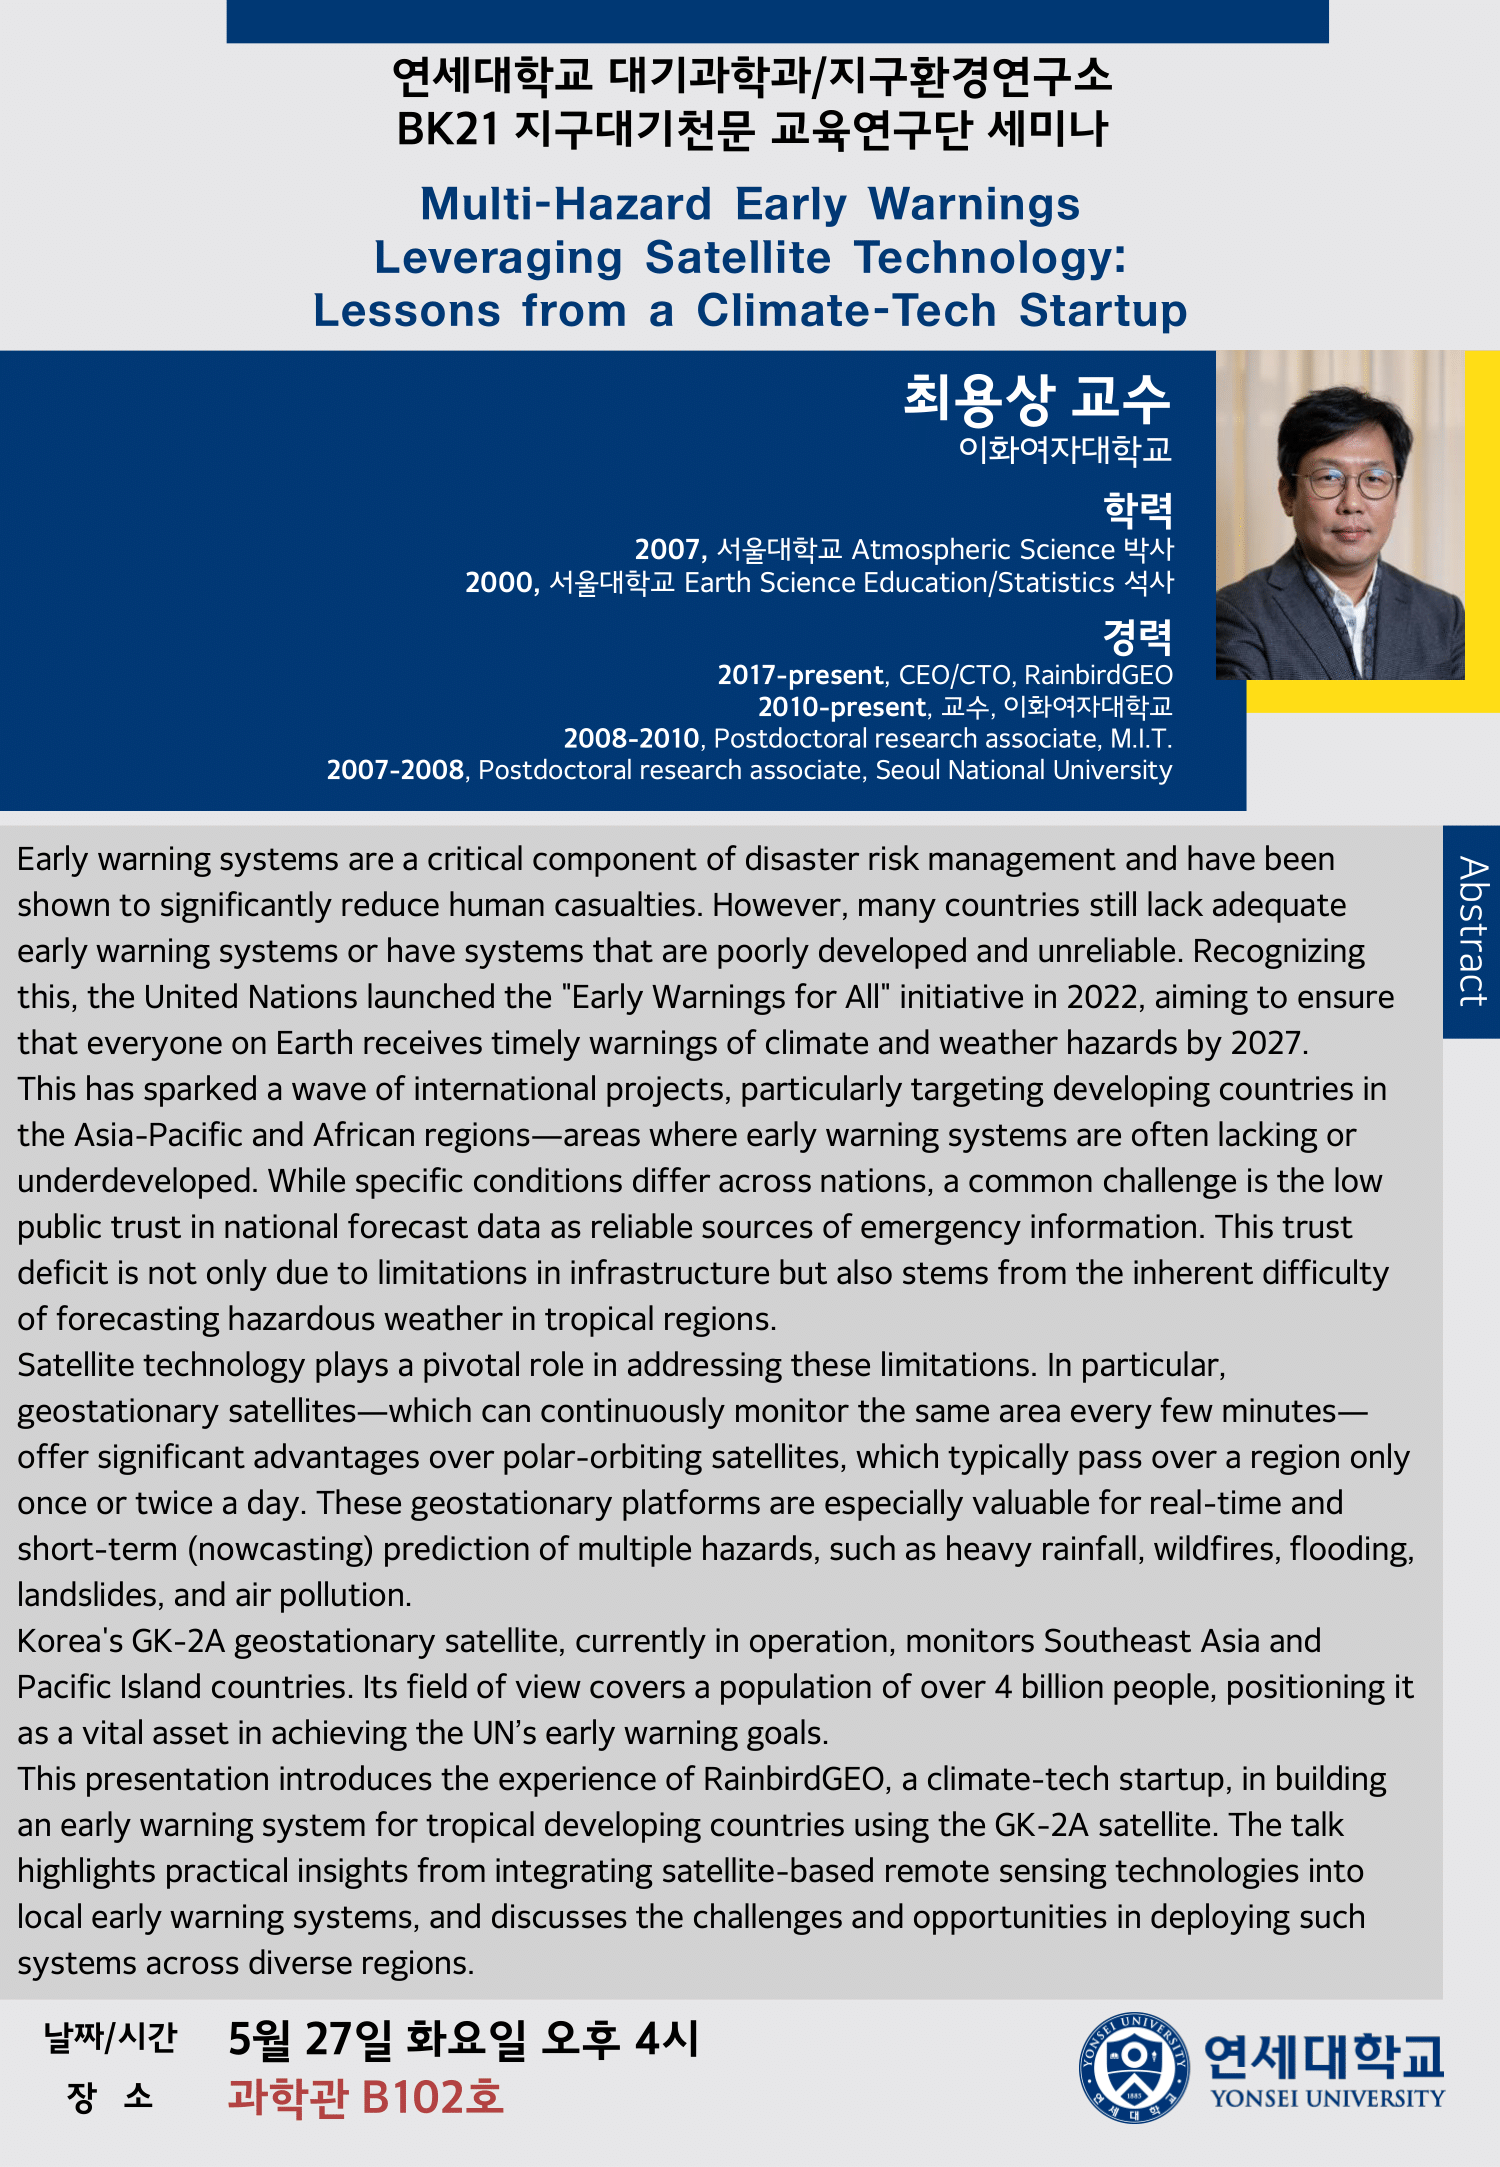 연세대학교 대기과학과/지구환경연구소
BK21 지구대기천문 교육연구단 세미나
Multi-Hazard Early Warnings
Leveraging Satellite Technology:
Lessons from a Climate-Tech Startup
최용상 교수
이화여자대학교
학력
2007, 서울대학교 Atmospheric Science 박사
2000, 서울대학교 Earth Science Education/Statistics 석사
경력
2017-present, CEO/CTO, RainbirdGEO
2010-present, 교수, 이화여자대학교
2008-2010, Postdoctoral research associate, M.I.T.
2007-2008, Postdoctoral research associate, Seoul National University
Abstract
Early warning systems are a critical component of disaster risk management and have been
shown to significantly reduce human casualties. However, many countries still lack adequate
early warning systems or have systems that are poorly developed and unreliable. Recognizing
this, the United Nations launched the "Early Warnings for All" initiative in 2022, aiming to ensure
that everyone on Earth receives timely warnings of climate and weather hazards by 2027.
This has sparked a wave of international projects, particularly targeting developing countries in
the Asia-Pacific and African regions—areas where early warning systems are often lacking or
underdeveloped. While specific conditions differ across nations, a common challenge is the low
public trust in national forecast data as reliable sources of emergency information. This trust
deficit is not only due to limitations in infrastructure but also stems from the inherent difficulty
of forecasting hazardous weather in tropical regions.
Satellite technology plays a pivotal role in addressing these limitations. In particular,
geostationary satellites—which can continuously monitor the same area every few minutes—
offer significant advantages over polar-orbiting satellites, which typically pass over a region only
once or twice a day. These geostationary platforms are especially valuable for real-time and
short-term (nowcasting) prediction of multiple hazards, such as heavy rainfall, wildfires, flooding,
landslides, and air pollution.
Korea's GK-2A geostationary satellite, currently in operation, monitors Southeast Asia and
Pacific Island countries. Its field of view covers a population of over 4 billion people, positioning it
as a vital asset in achieving the UN’s early warning goals.
This presentation introduces the experience of RainbirdGEO, a climate-tech startup, in building
an early warning system for tropical developing countries using the GK-2A satellite. The talk
highlights practical insights from integrating satellite-based remote sensing technologies into
local early warning systems, and discusses the challenges and opportunities in deploying such
systems across diverse regions.
날짜/시간 5월 27일 화요일 오후 4시
장 소 과학관 B102호
YONSEI UNIVERSITY
1885
연세대학교
연세대학교
YONSEI UNIVERSITY